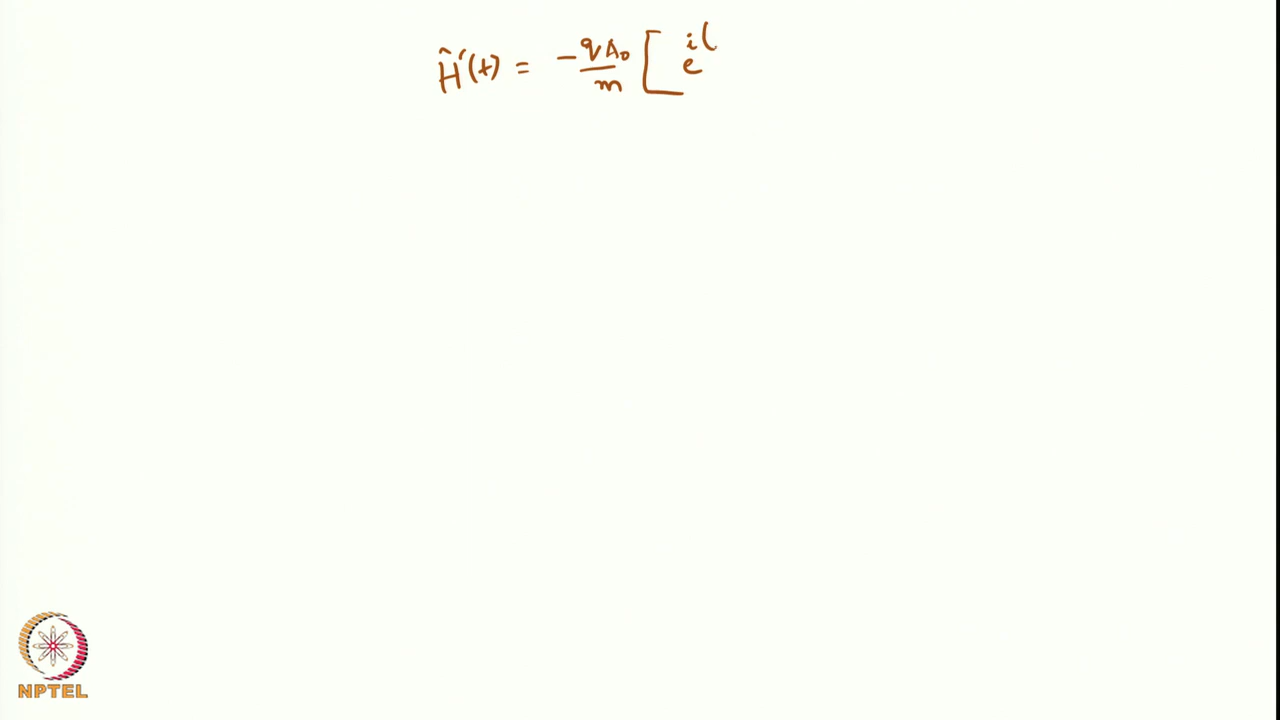 Ĥ'(t) = -qA₀/m [ e^{i(
NPTEL